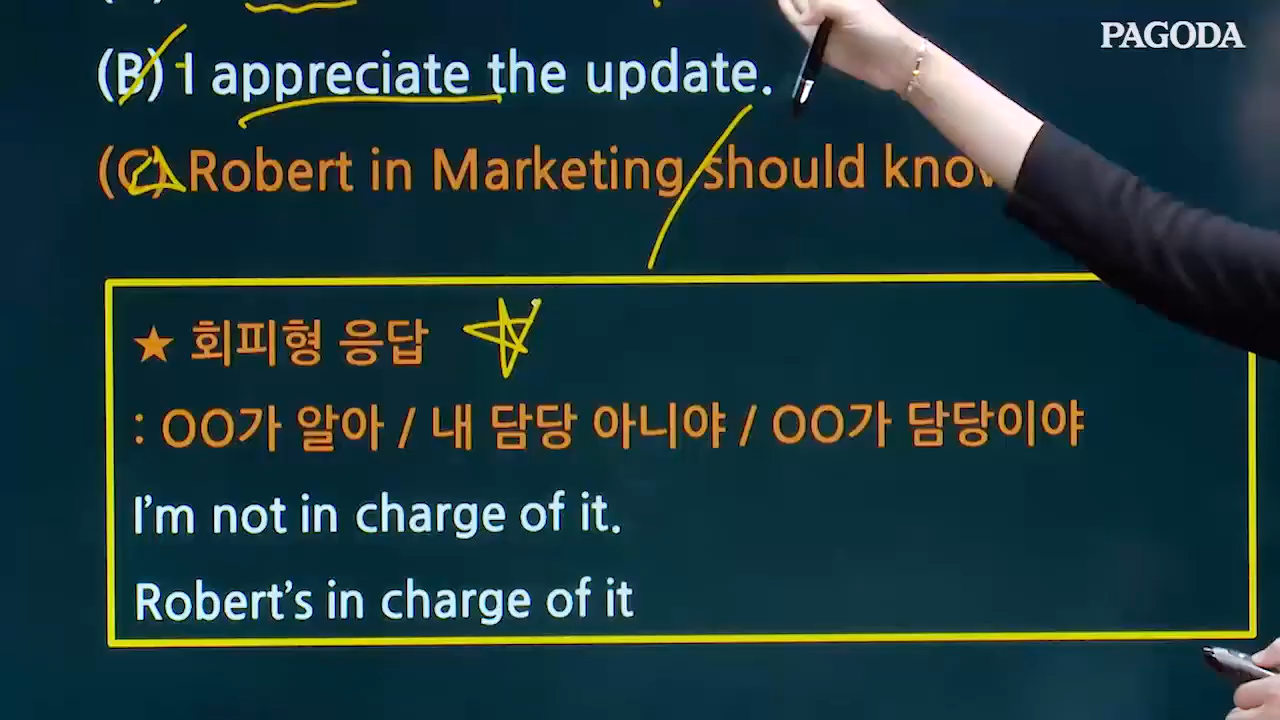 PAGODA
(B) I appreciate the update.
(C) Robert in Marketing should know
★ 회피형 응답
: OO가 알아 / 내 담당 아니야 / OO가 담당이야
I'm not in charge of it.
Robert's in charge of it